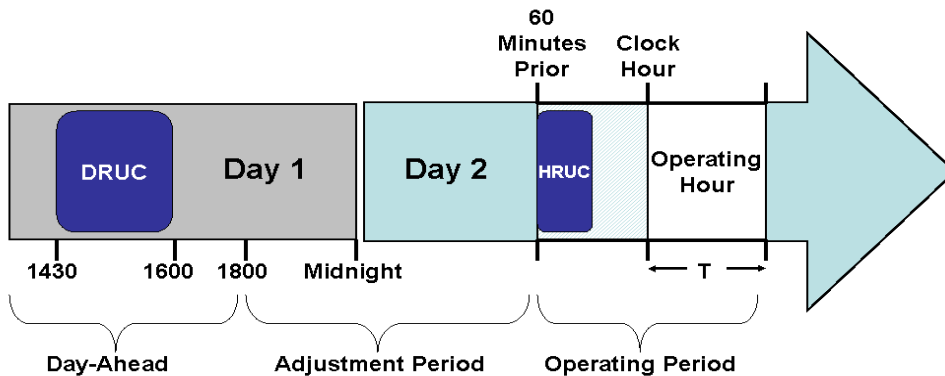 60
Minutes
Prior
Clock
Hour
DRUC
Day 1
Day 2
HRUC
Operating
Hour
1430
1600
1800
Midnight
T
Day-Ahead
Adjustment Period
Operating Period